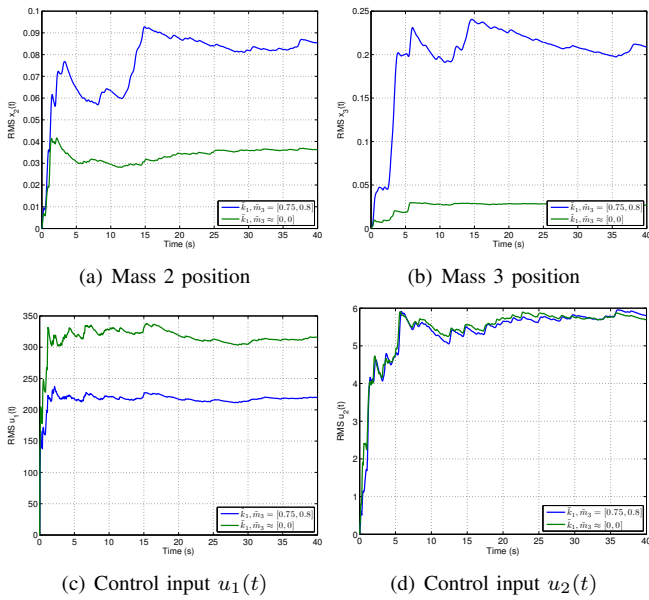 0.1
0.09
0.08
0.07
0.06
0.05
0.04
0.03
0.02
0.01
0
RMS x₂(t)
0 5 10 15 20 25 30 35 40
Time (s)
k̃₁, m̃₃ = [0.75, 0.8]
k̃₁, m̃₃ ≈ [0, 0]
(a) Mass 2 position
0.25
0.2
0.15
0.1
0.05
0
RMS x₃(t)
0 5 10 15 20 25 30 35 40
Time (s)
k̃₁, m̃₃ = [0.75, 0.8]
k̃₁, m̃₃ ≈ [0, 0]
(b) Mass 3 position
350
300
250
200
150
100
50
0
RMS u₁(t)
0 5 10 15 20 25 30 35 40
Time (s)
k̃₁, m̃₃ = [0.75, 0.8]
k̃₁, m̃₃ ≈ [0, 0]
(c) Control input u₁(t)
6
5
4
3
2
1
0
RMS u₂(t)
0 5 10 15 20 25 30 35 40
Time (s)
k̃₁, m̃₃ = [0.75, 0.8]
k̃₁, m̃₃ ≈ [0, 0]
(d) Control input u₂(t)